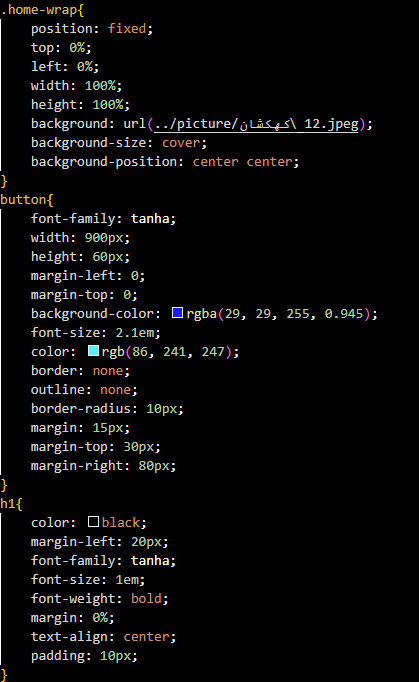 .home-wrap{
    position: fixed;
    top: 0%;
    left: 0%;
    width: 100%;
    height: 100%;
    background: url(../picture/کهکشان\ 12.jpeg);
    background-size: cover;
    background-position: center center;
}
button{
    font-family: tanha;
    width: 900px;
    height: 60px;
    margin-left: 0;
    margin-top: 0;
    background-color: rgba(29, 29, 255, 0.945);
    font-size: 2.1em;
    color: rgb(86, 241, 247);
    border: none;
    outline: none;
    border-radius: 10px;
    margin: 15px;
    margin-top: 30px;
    margin-right: 80px;
}
h1{
    color: black;
    margin-left: 20px;
    font-family: tanha;
    font-size: 1em;
    font-weight: bold;
    margin: 0%;
    text-align: center;
    padding: 10px;
}